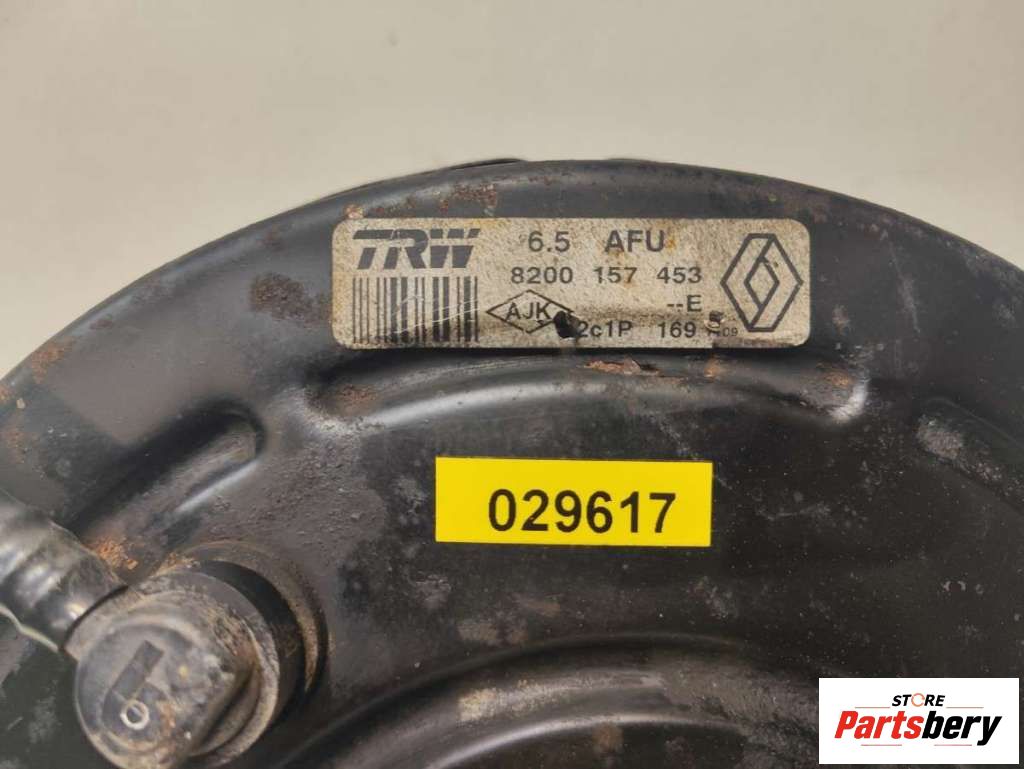 TRW 6.5 AFU
8200 157 453
AJK --E
2c1P 169
029617
STORE
Partsbery